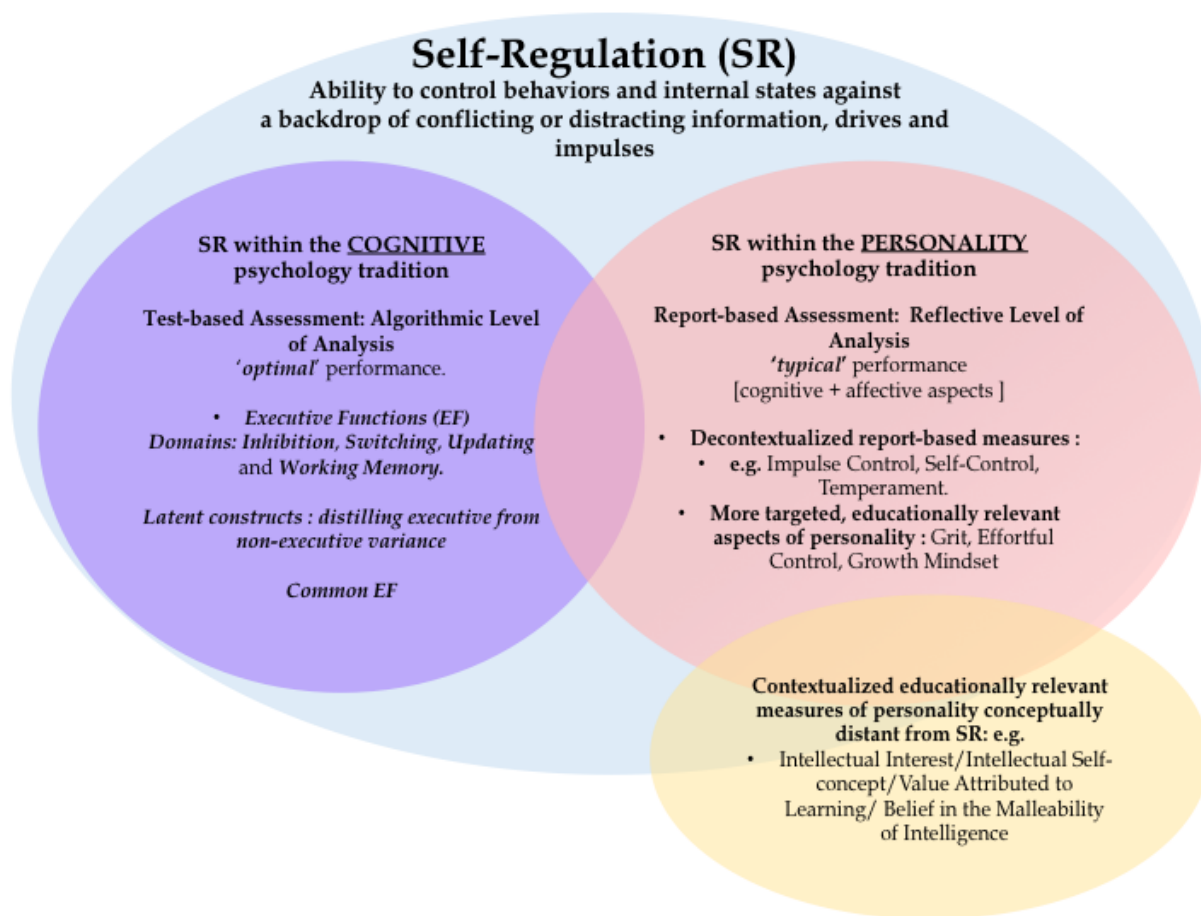 Self-Regulation (SR)
Ability to control behaviors and internal states against
a backdrop of conflicting or distracting information, drives and
impulses
SR within the COGNITIVE
psychology tradition
Test-based Assessment: Algorithmic Level
of Analysis
‘optimal’ performance.
• Executive Functions (EF)
Domains: Inhibition, Switching, Updating
and Working Memory.
Latent constructs : distilling executive from
non-executive variance
Common EF
SR within the PERSONALITY
psychology tradition
Report-based Assessment: Reflective Level of
Analysis
‘typical’ performance
[cognitive + affective aspects ]
• Decontextualized report-based measures :
• e.g. Impulse Control, Self-Control,
Temperament.
• More targeted, educationally relevant
aspects of personality : Grit, Effortful
Control, Growth Mindset
Contextualized educationally relevant
measures of personality conceptually
distant from SR: e.g.
• Intellectual Interest/Intellectual Self-
concept/Value Attributed to
Learning/ Belief in the Malleability
of Intelligence